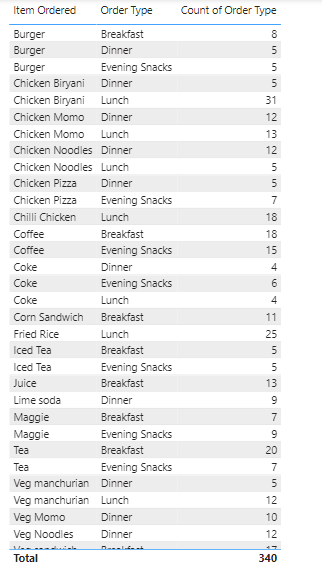 Item Ordered Order Type Count of Order Type
Burger Breakfast 8
Burger Dinner 5
Burger Evening Snacks 5
Chicken Biryani Dinner 5
Chicken Biryani Lunch 31
Chicken Momo Dinner 12
Chicken Momo Lunch 13
Chicken Noodles Dinner 12
Chicken Noodles Lunch 5
Chicken Pizza Dinner 5
Chicken Pizza Evening Snacks 7
Chilli Chicken Lunch 18
Coffee Breakfast 18
Coffee Evening Snacks 15
Coke Dinner 4
Coke Evening Snacks 6
Coke Lunch 4
Corn Sandwich Breakfast 11
Fried Rice Lunch 25
Iced Tea Breakfast 5
Iced Tea Evening Snacks 5
Juice Breakfast 13
Lime soda Dinner 9
Maggie Breakfast 7
Maggie Evening Snacks 9
Tea Breakfast 20
Tea Evening Snacks 7
Veg manchurian Dinner 5
Veg manchurian Lunch 12
Veg Momo Dinner 10
Veg Noodles Dinner 12
Total 340